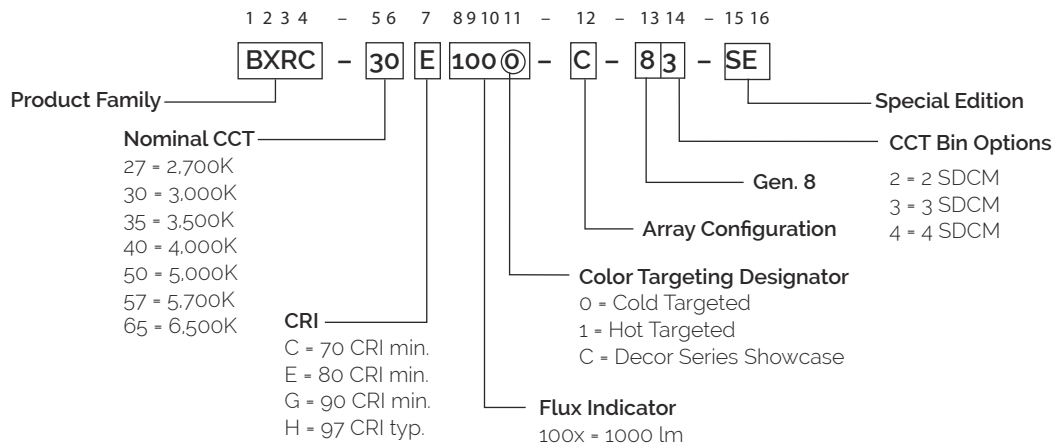 1 2 3 4 – 5 6 7 8 9 10 11 – 12 – 13 14 – 15 16
BXRC – 30 E 100 0 – C – 8 3 – SE
Product Family
Special Edition
Nominal CCT
27 = 2,700K
30 = 3,000K
35 = 3,500K
40 = 4,000K
50 = 5,000K
57 = 5,700K
65 = 6,500K
CCT Bin Options
2 = 2 SDCM
3 = 3 SDCM
4 = 4 SDCM
Gen. 8
Array Configuration
Color Targeting Designator
0 = Cold Targeted
1 = Hot Targeted
C = Decor Series Showcase
CRI
C = 70 CRI min.
E = 80 CRI min.
G = 90 CRI min.
H = 97 CRI typ.
Flux Indicator
100x = 1000 lm